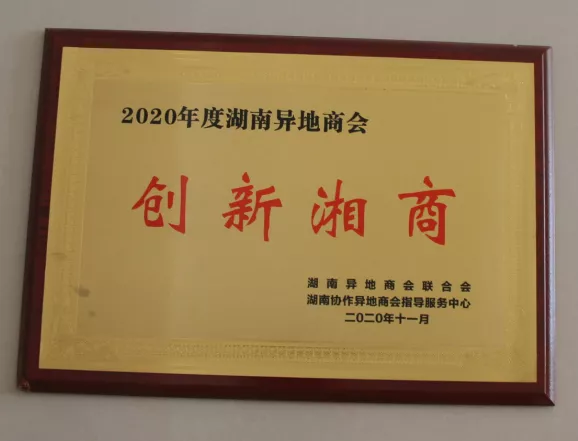 2020年度湖南异地商会
创新湘商
湖南异地商会联合会
湖南协作异地商会指导服务中心
二〇二〇年十一月